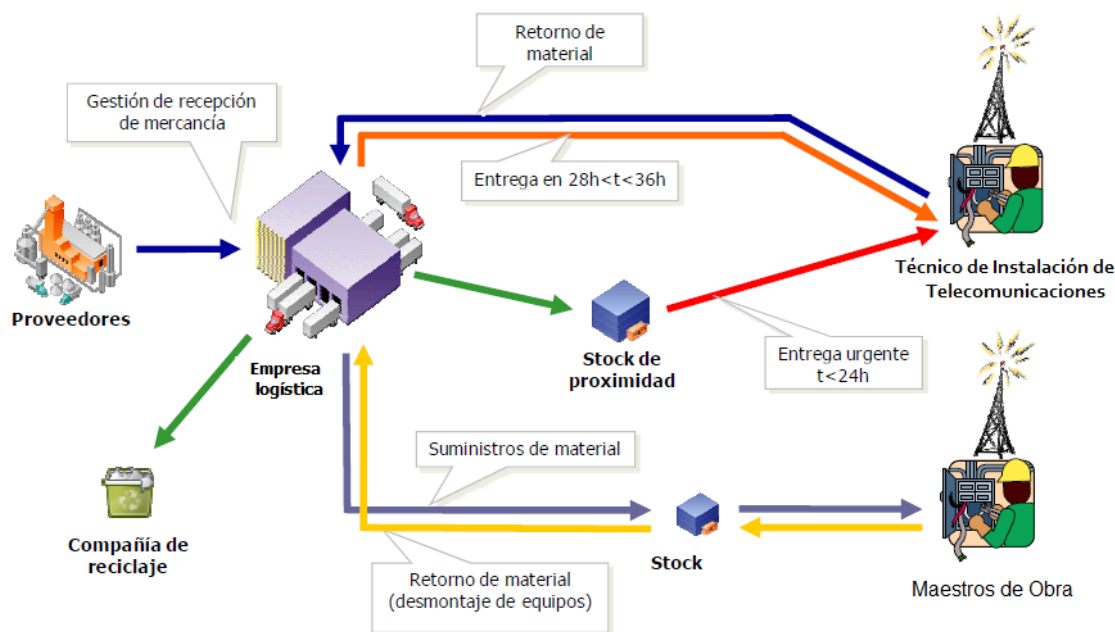 Retorno de
material
Gestión de recepción
de mercancía
Entrega en 28h<t<36h
Proveedores
Empresa
logística
Stock de
proximidad
Entrega urgente
t<24h
Técnico de Instalación de
Telecomunicaciones
Suministros de material
Compañía de
reciclaje
Stock
Retorno de material
(desmontaje de equipos)
Maestros de Obra